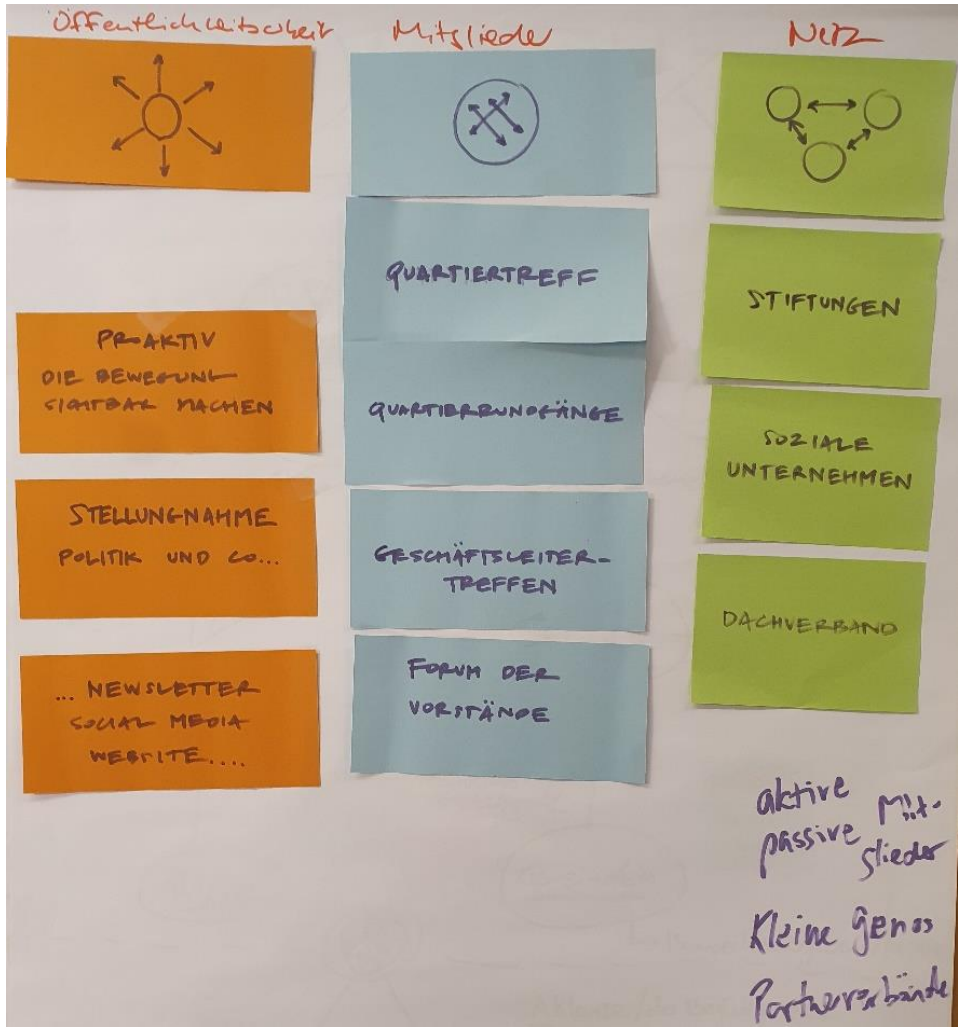 Öffentlichkeitsarbeit
PROAKTIV
DIE BEWEGUNG
SICHTBAR MACHEN
STELLUNGNAHME
POLITIK UND CO...
... NEWSLETTER
SOCIAL MEDIA
WEBSITE....
Mitglieder
QUARTIERTREFF
QUARTIERRUNDGÄNGE
GESCHÄFTSLEITER-
TREFFEN
FORUM DER
VORSTÄNDE
Netz
STIFTUNGEN
SOZIALE
UNTERNEHMEN
DACHVERBAND
aktive
passive Mit-
glieder
Kleine Genos
Partnerverbände